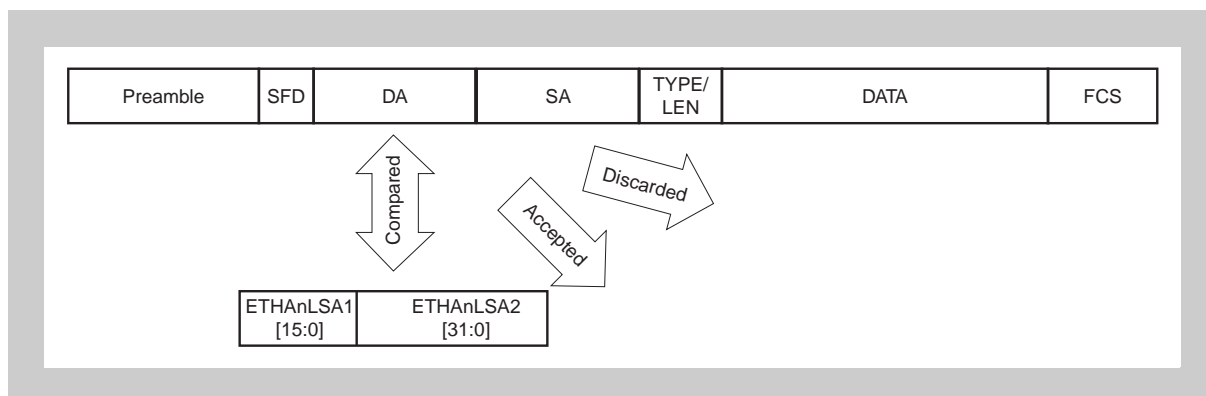 Preamble SFD DA SA TYPE/
LEN DATA FCS
Compared
Accepted
Discarded
ETHAnLSA1
[15:0]
ETHAnLSA2
[31:0]